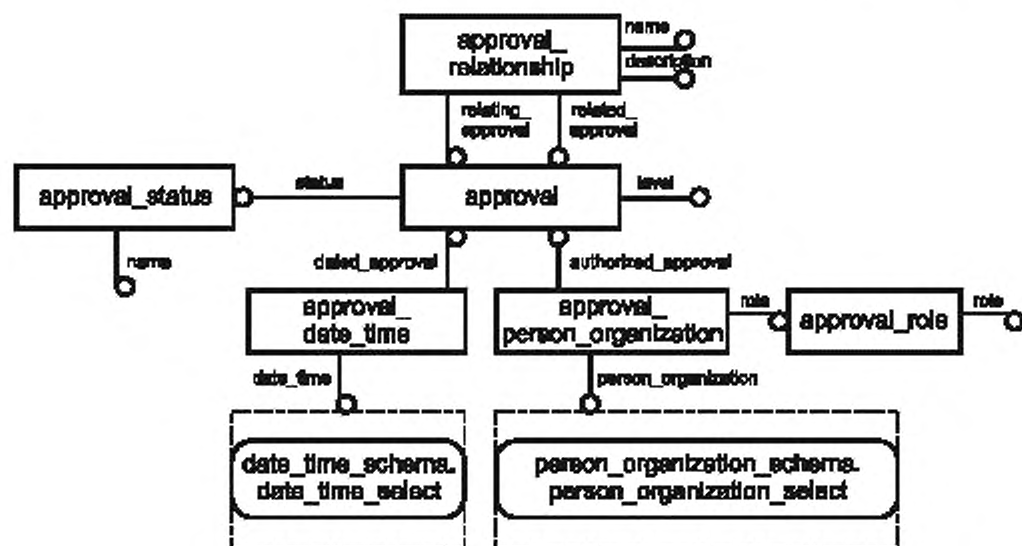 approval_
relationship
name
description
relating_
approval
related_
approval
approval_status
status
approval
level
name
dated_approval
authorized_approval
approval_
date_time
approval_
person_organization
role
approval_role
role
date_time
person_organization
date_time_schema.
date_time_select
person_organization_schema.
person_organization_select